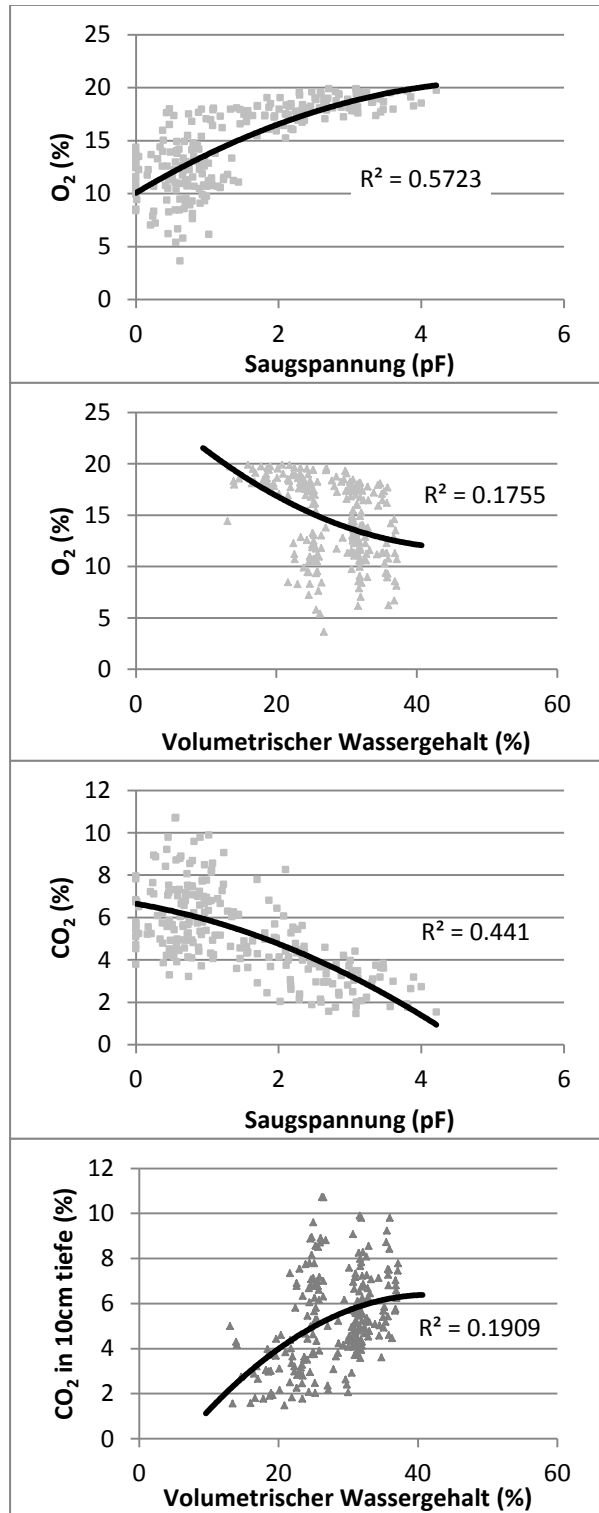 25
20
15
10
5
0
O₂ (%)
R² = 0.5723
0 2 4 6
Saugspannung (pF)
25
20
15
10
5
0
O₂ (%)
R² = 0.1755
0 20 40 60
Volumetrischer Wassergehalt (%)
12
10
8
6
4
2
0
CO₂ (%)
R² = 0.441
0 2 4 6
Saugspannung (pF)
12
10
8
6
4
2
0
CO₂ in 10cm tiefe (%)
R² = 0.1909
0 20 40 60
Volumetrischer Wassergehalt (%)